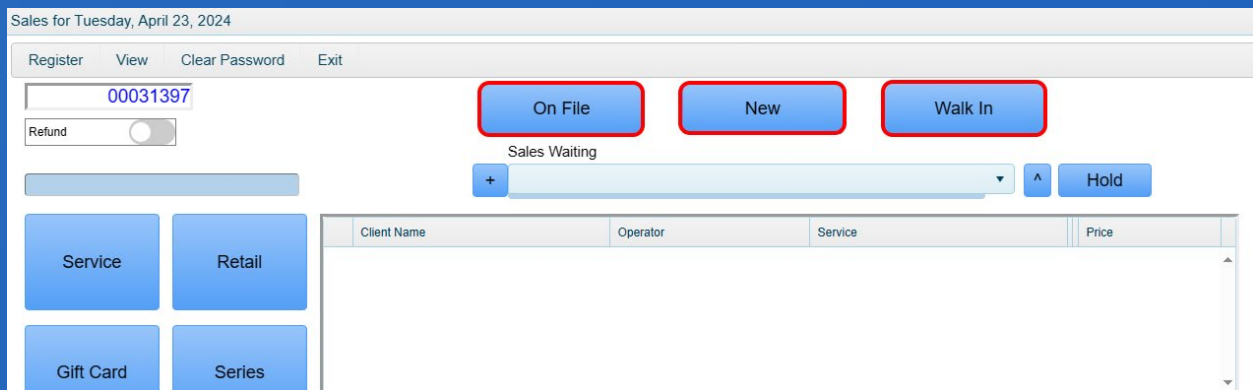 Sales for Tuesday, April 23, 2024
Register View Clear Password Exit
00031397
On File New Walk In
Refund
Sales Waiting
+ ▼ ^ Hold
Client Name Operator Service Price
Service Retail
Gift Card Series